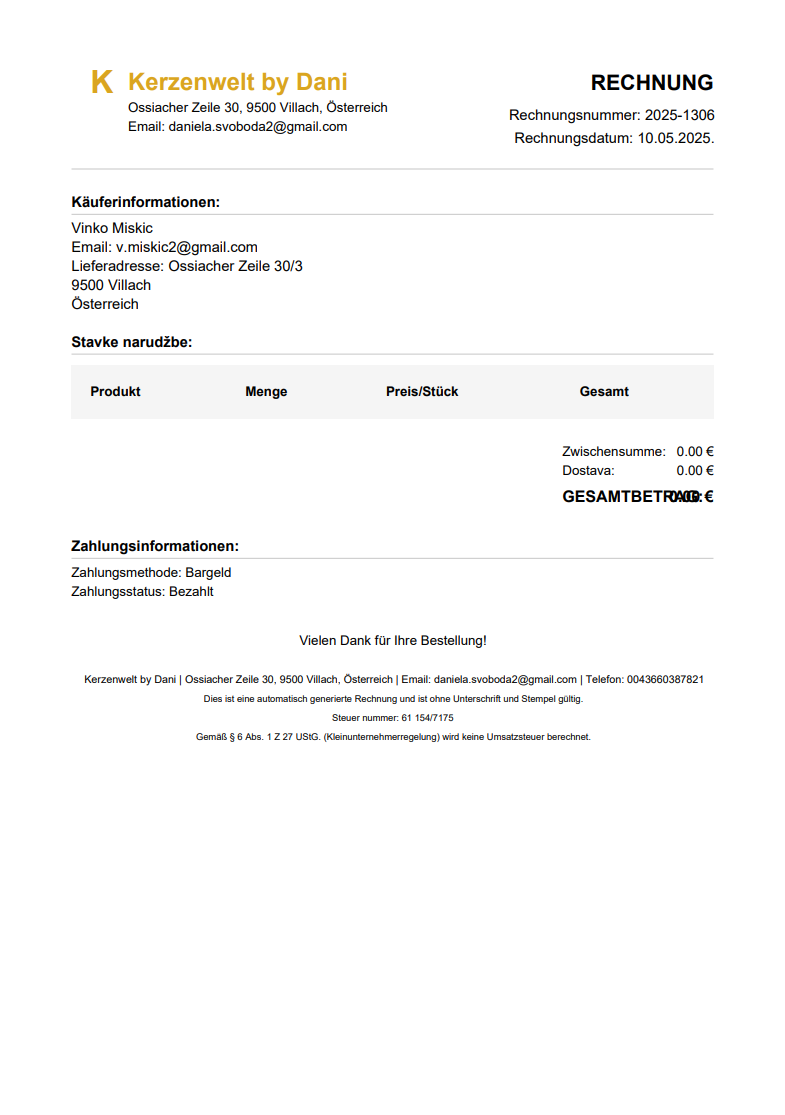 K Kerzenwelt by Dani
Ossiacher Zeile 30, 9500 Villach, Österreich
Email: daniela.svoboda2@gmail.com
RECHNUNG
Rechnungsnummer: 2025-1306
Rechnungsdatum: 10.05.2025.
Käuferinformationen:
Vinko Miskic
Email: v.miskic2@gmail.com
Lieferadresse: Ossiacher Zeile 30/3
9500 Villach
Österreich
Stavke narudžbe:
Produkt Menge Preis/Stück Gesamt
Zwischensumme: 0.00 €
Dostava: 0.00 €
GESAMTBETRAG: 0.00 €
Zahlungsinformationen:
Zahlungsmethode: Bargeld
Zahlungsstatus: Bezahlt
Vielen Dank für Ihre Bestellung!
Kerzenwelt by Dani | Ossiacher Zeile 30, 9500 Villach, Österreich | Email: daniela.svoboda2@gmail.com | Telefon: 0043660387821
Dies ist eine automatisch generierte Rechnung und ist ohne Unterschrift und Stempel gültig.
Steuer nummer: 61 154/7175
Gemäß § 6 Abs. 1 Z 27 UStG. (Kleinunternehmerregelung) wird keine Umsatzsteuer berechnet.